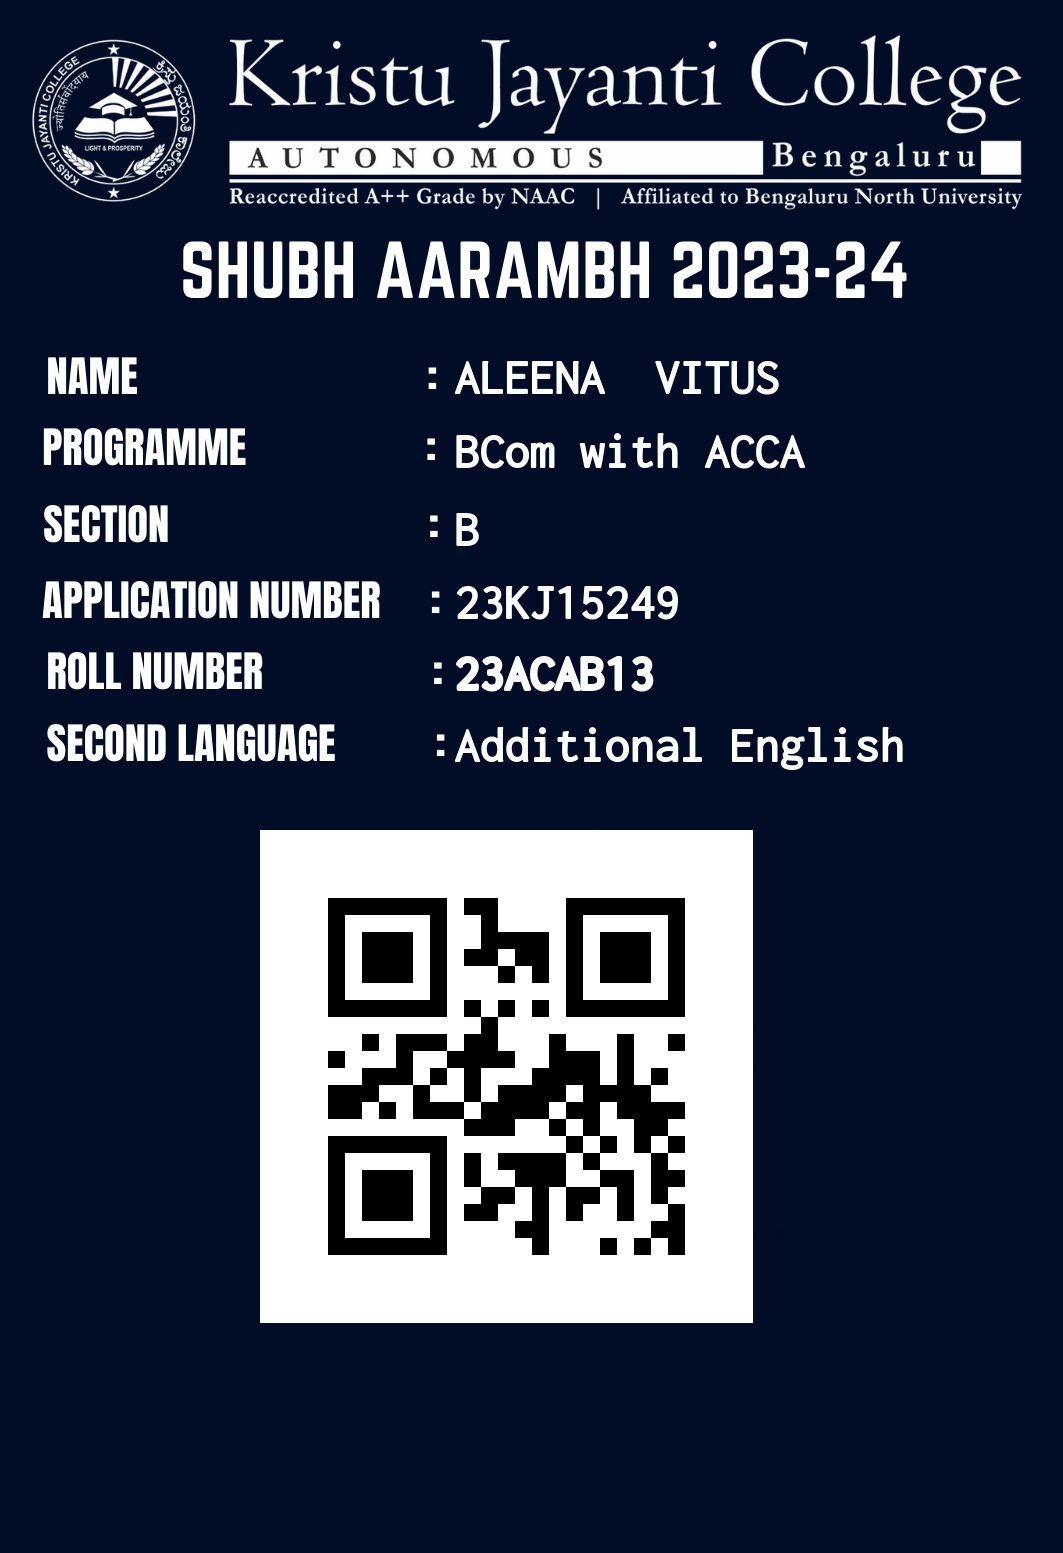 Kristu Jayanti College
AUTONOMOUS Bengaluru
Reaccredited A++ Grade by NAAC | Affiliated to Bengaluru North University
KRISTU JAYANTI COLLEGE
LIGHT & PROSPERITY
SHUBH AARAMBH 2023-24
NAME : ALEENA VITUS
PROGRAMME : BCom with ACCA
SECTION : B
APPLICATION NUMBER : 23KJ15249
ROLL NUMBER : 23ACAB13
SECOND LANGUAGE : Additional English